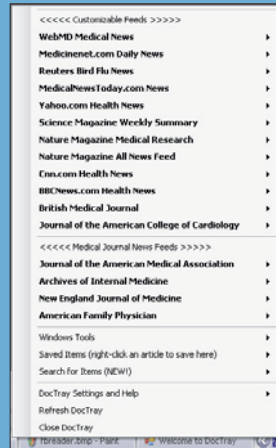 <<<<< Customizable Feeds >>>>>
WebMD Medical News
Medicinenet.com Daily News
Reuters Bird Flu News
MedicalNewsToday.com News
Yahoo.com Health News
Science Magazine Weekly Summary
Nature Magazine Medical Research
Nature Magazine All News Feed
Cnn.com Health News
BBCNews.com Health News
British Medical Journal
Journal of the American College of Cardiology
<<<<< Medical Journal News Feeds >>>>>
Journal of the American Medical Association
Archives of Internal Medicine
New England Journal of Medicine
American Family Physician
Windows Tools
Saved Items (right-click an article to save here)
Search for Items (NEW!)
DocTray Settings and Help
Refresh DocTray
Close DocTray
fbreader.bmp - Paint Welcome to DocTray